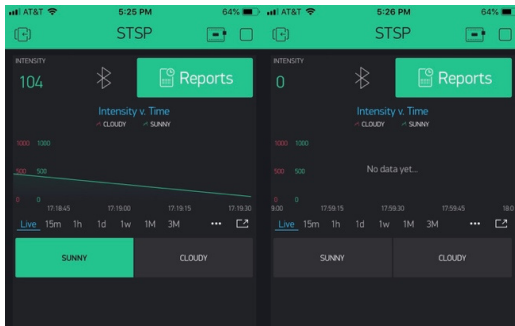 AT&T 5:25 PM 64%
STSP
INTENSITY
104
Reports
Intensity v. Time
CLOUDY SUNNY
1000 1000
500 500
0 0
17:18:45 17:19:00 17:19:15 17:19:30
Live 15m 1h 1d 1w 1M 3M ...
SUNNY CLOUDY
AT&T 5:26 PM 64%
STSP
INTENSITY
0
Reports
Intensity v. Time
CLOUDY SUNNY
1000 1000
500 500
No data yet...
0 0
9:00 17:59:15 17:59:30 17:59:45 18:0
Live 15m 1h 1d 1w 1M 3M ...
SUNNY CLOUDY